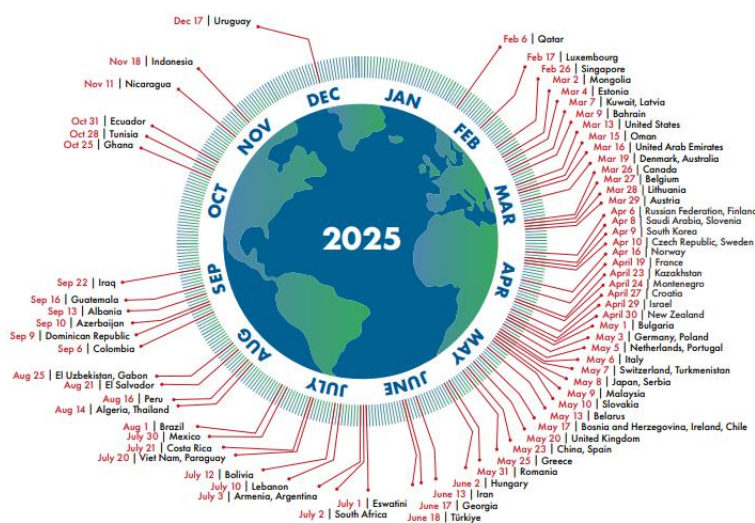 Dec 17 | Uruguay
Nov 18 | Indonesia
Nov 11 | Nicaragua
Oct 31 | Ecuador
Oct 28 | Tunisia
Oct 25 | Ghana
Sep 22 | Iraq
Sep 16 | Guatemala
Sep 13 | Albania
Sep 10 | Azerbaijan
Sep 9 | Dominican Republic
Sep 6 | Colombia
Aug 25 | El Uzbekistan, Gabon
Aug 21 | El Salvador
Aug 16 | Peru
Aug 14 | Algeria, Thailand
Aug 1 | Brazil
July 30 | Mexico
July 21 | Costa Rica
July 20 | Viet Nam, Paraguay
July 12 | Bolivia
July 10 | Lebanon
July 3 | Armenia, Argentina
July 1 | Eswatini
July 2 | South Africa
JAN
FEB
MAR
APR
MAY
JUNE
JULY
AUG
SEP
OCT
NOV
DEC
2025
Feb 6 | Qatar
Feb 17 | Luxembourg
Feb 26 | Singapore
Mar 2 | Mongolia
Mar 4 | Estonia
Mar 7 | Kuwait, Latvia
Mar 9 | Bahrain
Mar 13 | United States
Mar 15 | Oman
Mar 16 | United Arab Emirates
Mar 19 | Denmark, Australia
Mar 26 | Canada
Mar 27 | Belgium
Mar 28 | Lithuania
Mar 29 | Austria
Apr 6 | Russian Federation, Finland
Apr 8 | Saudi Arabia, Slovenia
Apr 9 | South Korea
Apr 10 | Czech Republic, Sweden
Apr 16 | Norway
April 19 | France
April 23 | Kazakhstan
April 24 | Montenegro
April 27 | Croatia
April 29 | Israel
April 30 | New Zealand
May 1 | Bulgaria
May 3 | Germany, Poland
May 5 | Netherlands, Portugal
May 6 | Italy
May 7 | Switzerland, Turkmenistan
May 8 | Japan, Serbia
May 9 | Malaysia
May 10 | Slovakia
May 13 | Belarus
May 17 | Bosnia and Herzegovina, Ireland, Chile
May 20 | United Kingdom
May 23 | China, Spain
May 25 | Greece
May 31 | Romania
June 2 | Hungary
June 13 | Iran
June 17 | Georgia
June 18 | Türkiye